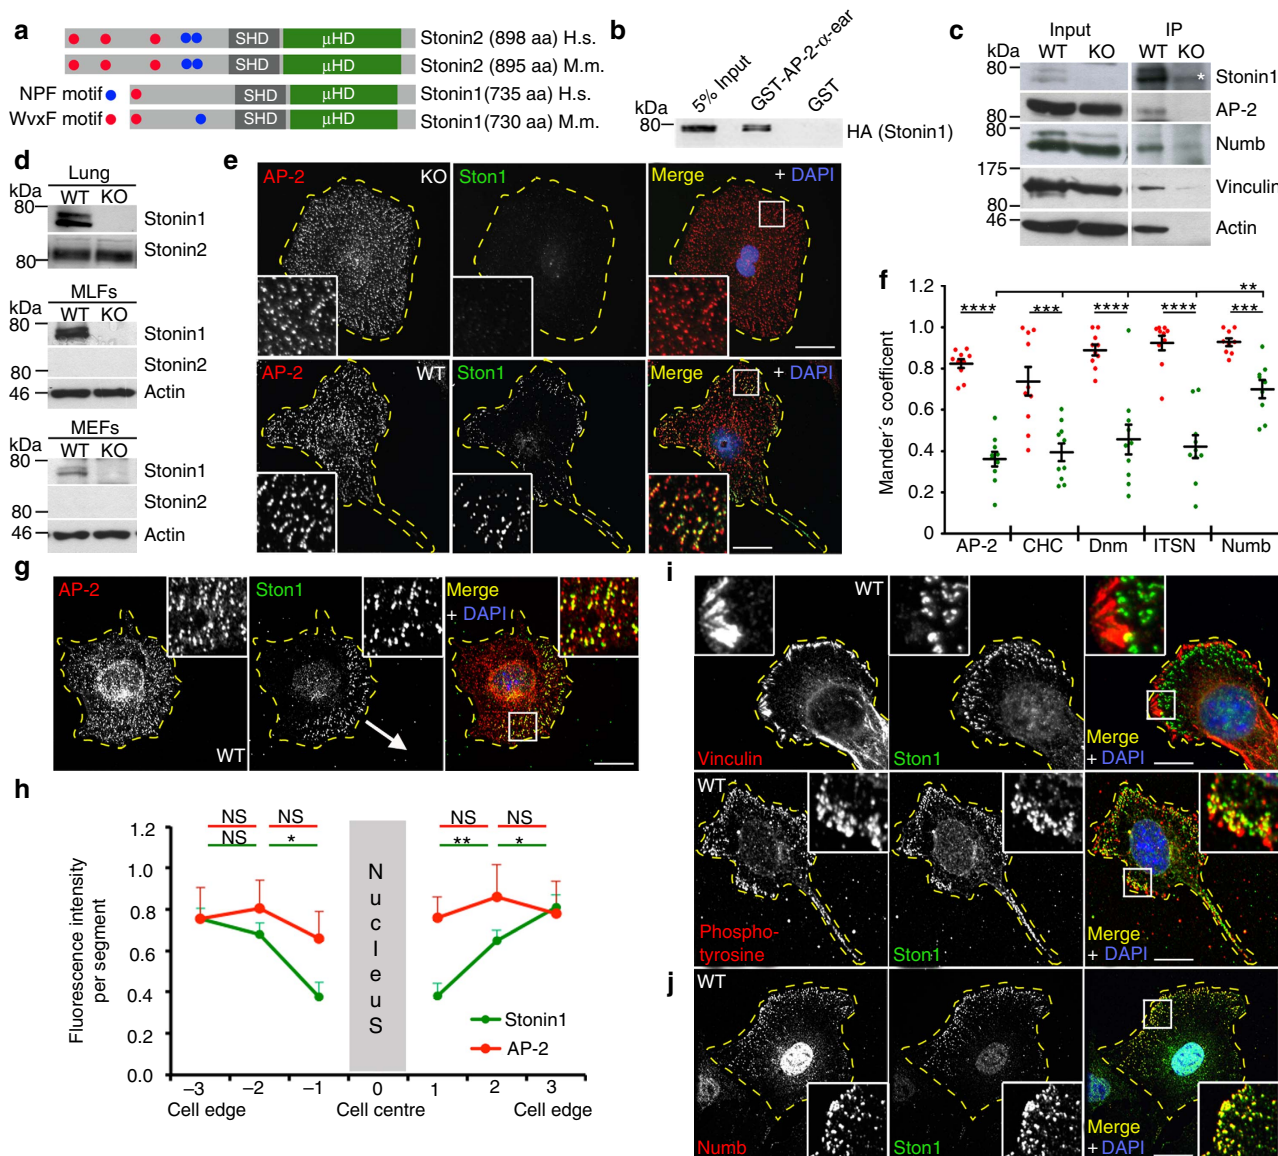 a
SHD μHD Stonin2 (898 aa) H.s.
SHD μHD Stonin2 (895 aa) M.m.
NPF motif SHD μHD Stonin1(735 aa) H.s.
WvxF motif SHD μHD Stonin1(730 aa) M.m.
b
5% Input
GST-AP-2-α-ear
GST
kDa
80
HA (Stonin1)
c
Input IP
kDa WT KO WT KO
80 * Stonin1
80 AP-2
80 Numb
175
80 Vinculin
46 Actin
d
Lung
kDa WT KO
80 Stonin1
80 Stonin2
MLFs
kDa WT KO
80 Stonin1
80 Stonin2
46 Actin
MEFs
kDa WT KO
80 Stonin1
80 Stonin2
46 Actin
e
AP-2 KO Ston1 Merge + DAPI
AP-2 WT Ston1 Merge + DAPI
f
Mander´s coefficent
1.2
1.0
0.8
0.6
0.4
0.2
0
**
**** *** **** **** ***
AP-2 CHC Dnm ITSN Numb
g
AP-2 WT Ston1 Merge + DAPI
h
Fluorescence intensity
per segment
1.2
1.0
0.8
0.6
0.4
0.2
0.0
NS NS NS NS
NS * ** *
Nucleus
Stonin1
AP-2
–3 –2 –1 0 1 2 3
Cell edge Cell centre Cell edge
i
WT
Vinculin Ston1 Merge + DAPI
WT
Phospho-
tyrosine Ston1 Merge + DAPI
j
WT
Numb Ston1 Merge + DAPI